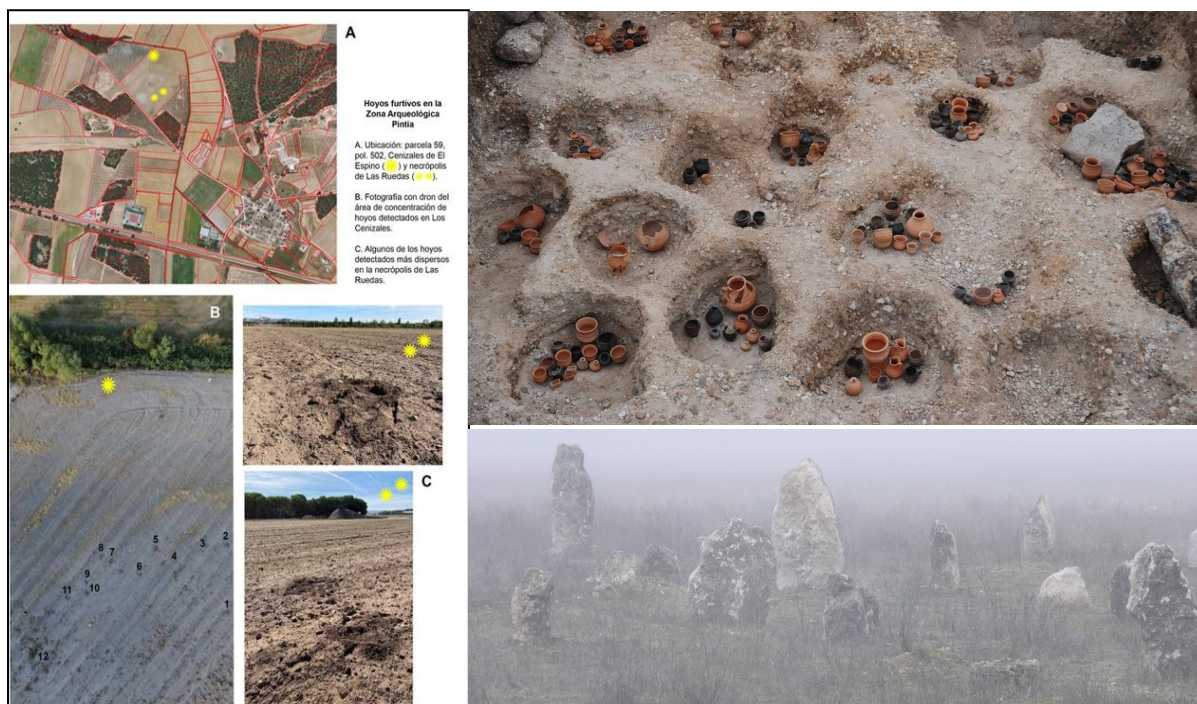 A
Hoyos furtivos en la
Zona Arqueológica
Pintia
A. Ubicación: parcela 59,
pol. 502, Cenizales de El
Espino ( ) y necrópolis
de Las Ruedas ( ).
B. Fotografía con dron del
área de concentración de
hoyos detectados en Los
Cenizales.
C. Algunos de los hoyos
detectados más dispersos
en la necrópolis de Las
Ruedas.
B
C
2
3
5
4
8
7
6
9
10
11
1
12